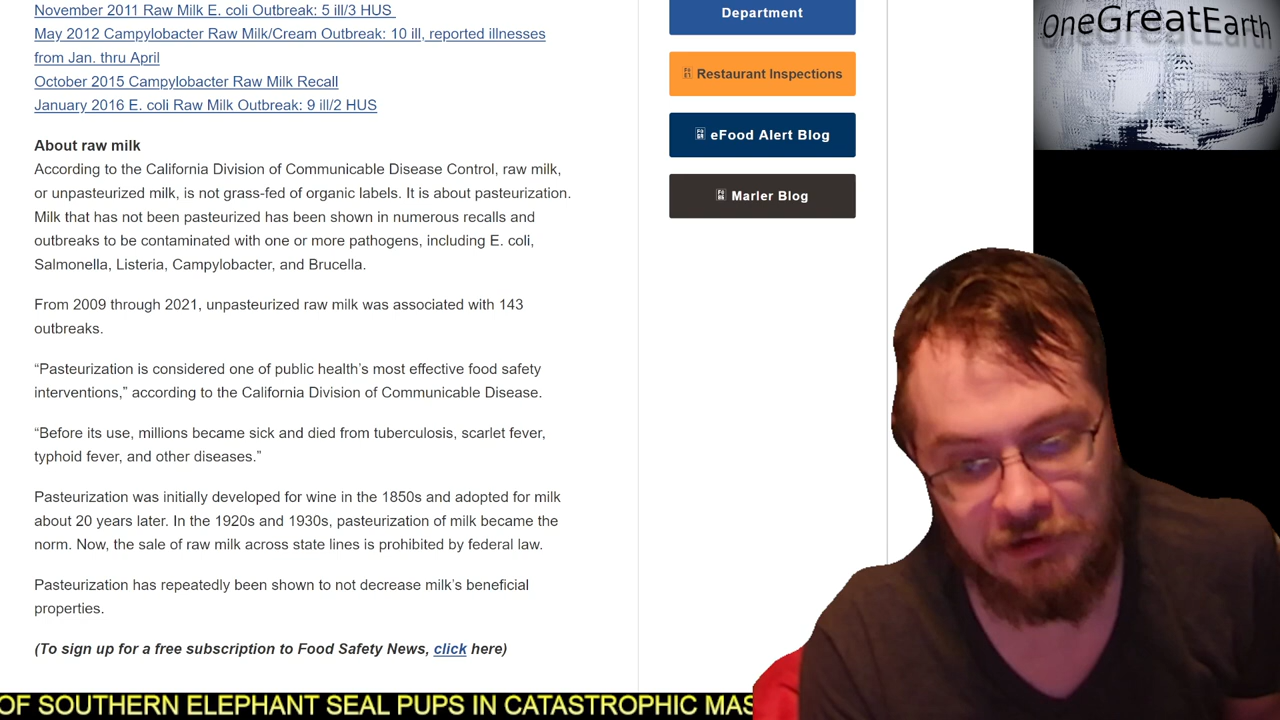 November 2011 Raw Milk E. coli Outbreak: 5 ill/3 HUS
May 2012 Campylobacter Raw Milk/Cream Outbreak: 10 ill, reported illnesses
from Jan. thru April
October 2015 Campylobacter Raw Milk Recall
January 2016 E. coli Raw Milk Outbreak: 9 ill/2 HUS
About raw milk
According to the California Division of Communicable Disease Control, raw milk,
or unpasteurized milk, is not grass-fed of organic labels. It is about pasteurization.
Milk that has not been pasteurized has been shown in numerous recalls and
outbreaks to be contaminated with one or more pathogens, including E. coli,
Salmonella, Listeria, Campylobacter, and Brucella.
From 2009 through 2021, unpasteurized raw milk was associated with 143
outbreaks.
“Pasteurization is considered one of public health’s most effective food safety
interventions,” according to the California Division of Communicable Disease.
“Before its use, millions became sick and died from tuberculosis, scarlet fever,
typhoid fever, and other diseases.”
Pasteurization was initially developed for wine in the 1850s and adopted for milk
about 20 years later. In the 1920s and 1930s, pasteurization of milk became the
norm. Now, the sale of raw milk across state lines is prohibited by federal law.
Pasteurization has repeatedly been shown to not decrease milk’s beneficial
properties.
(To sign up for a free subscription to Food Safety News, click here)
Department
Restaurant Inspections
eFood Alert Blog
Marler Blog
OneGreatEarth
OF SOUTHERN ELEPHANT SEAL PUPS IN CATASTROPHIC MAS